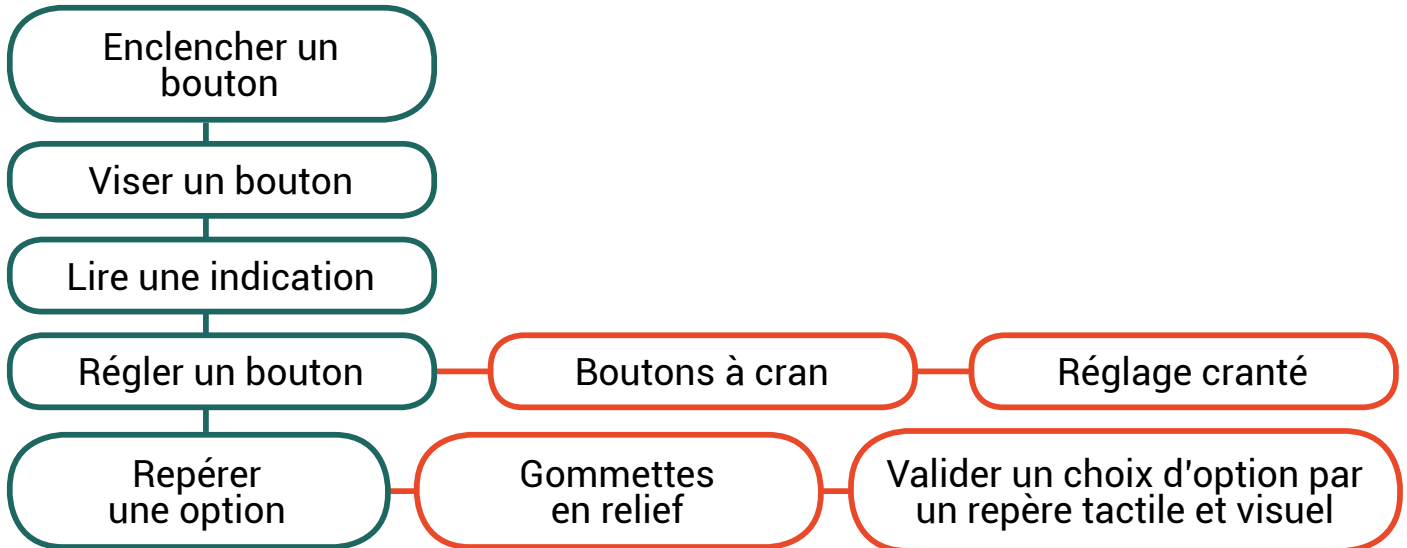 Enclencher un
bouton
Viser un bouton
Lire une indication
Régler un bouton
Boutons à cran
Réglage cranté
Repérer
une option
Gommettes
en relief
Valider un choix d'option par
un repère tactile et visuel